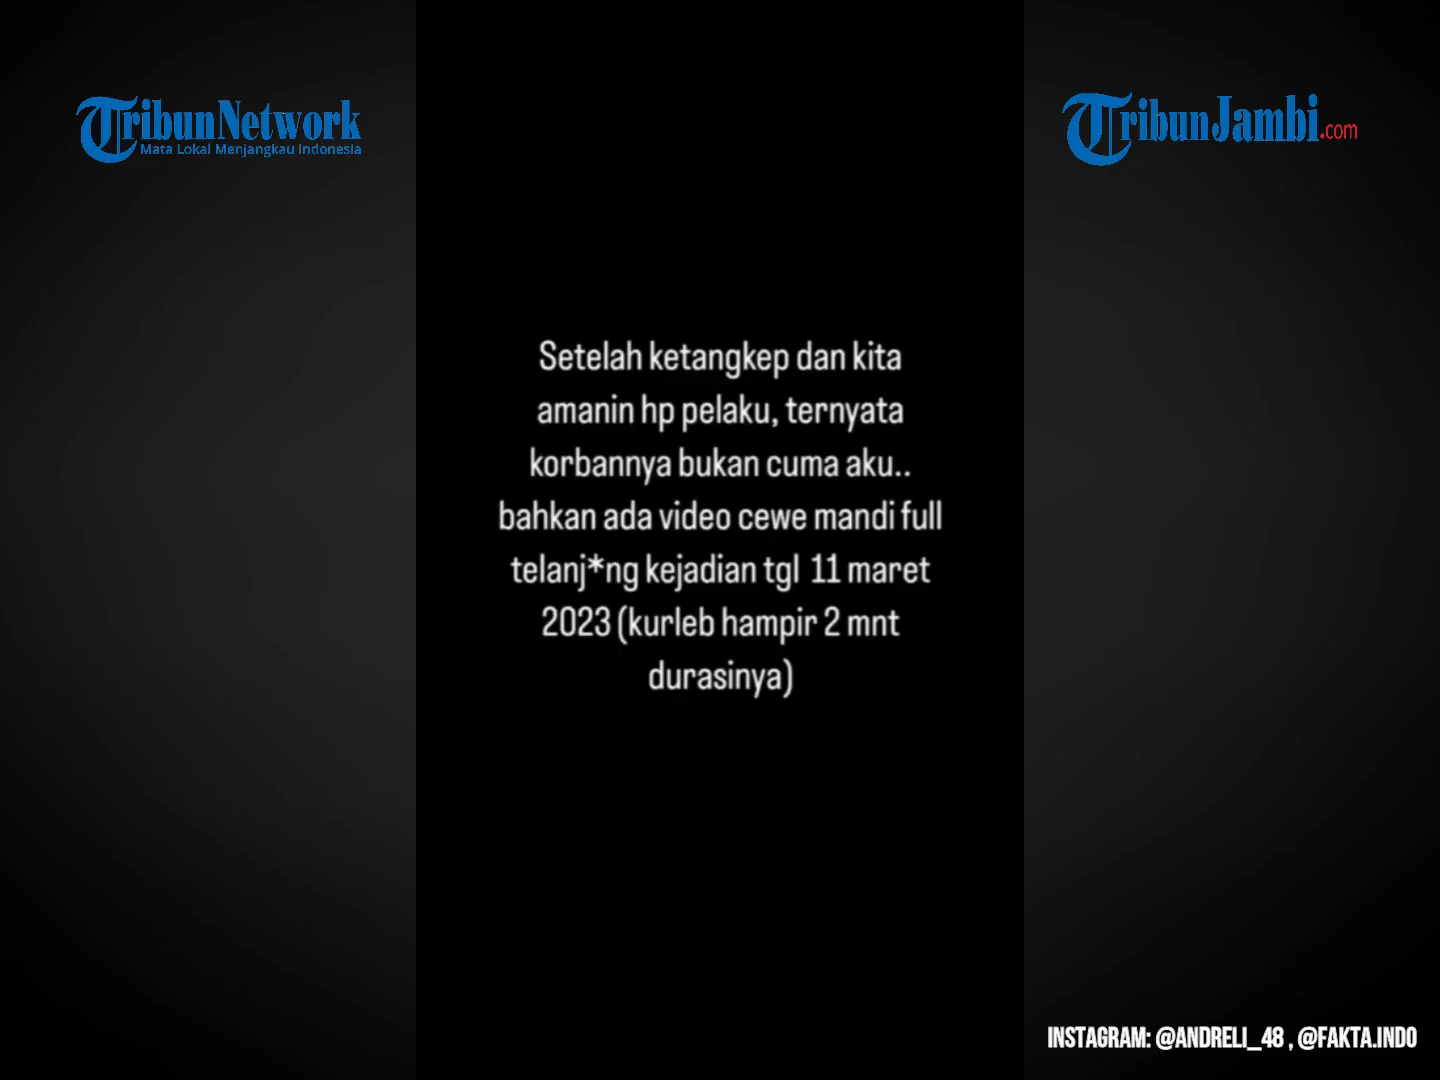 TribunNetwork
Mata Lokal Menjangkau Indonesia
TribunJambi.com
Setelah ketangkep dan kita
amanin hp pelaku, ternyata
korbannya bukan cuma aku..
bahkan ada video cewe mandi full
telanj*ng kejadian tgl 11 maret
2023 (kurleb hampir 2 mnt
durasinya)
INSTAGRAM: @ANDRELI_48 , @FAKTA.INDO